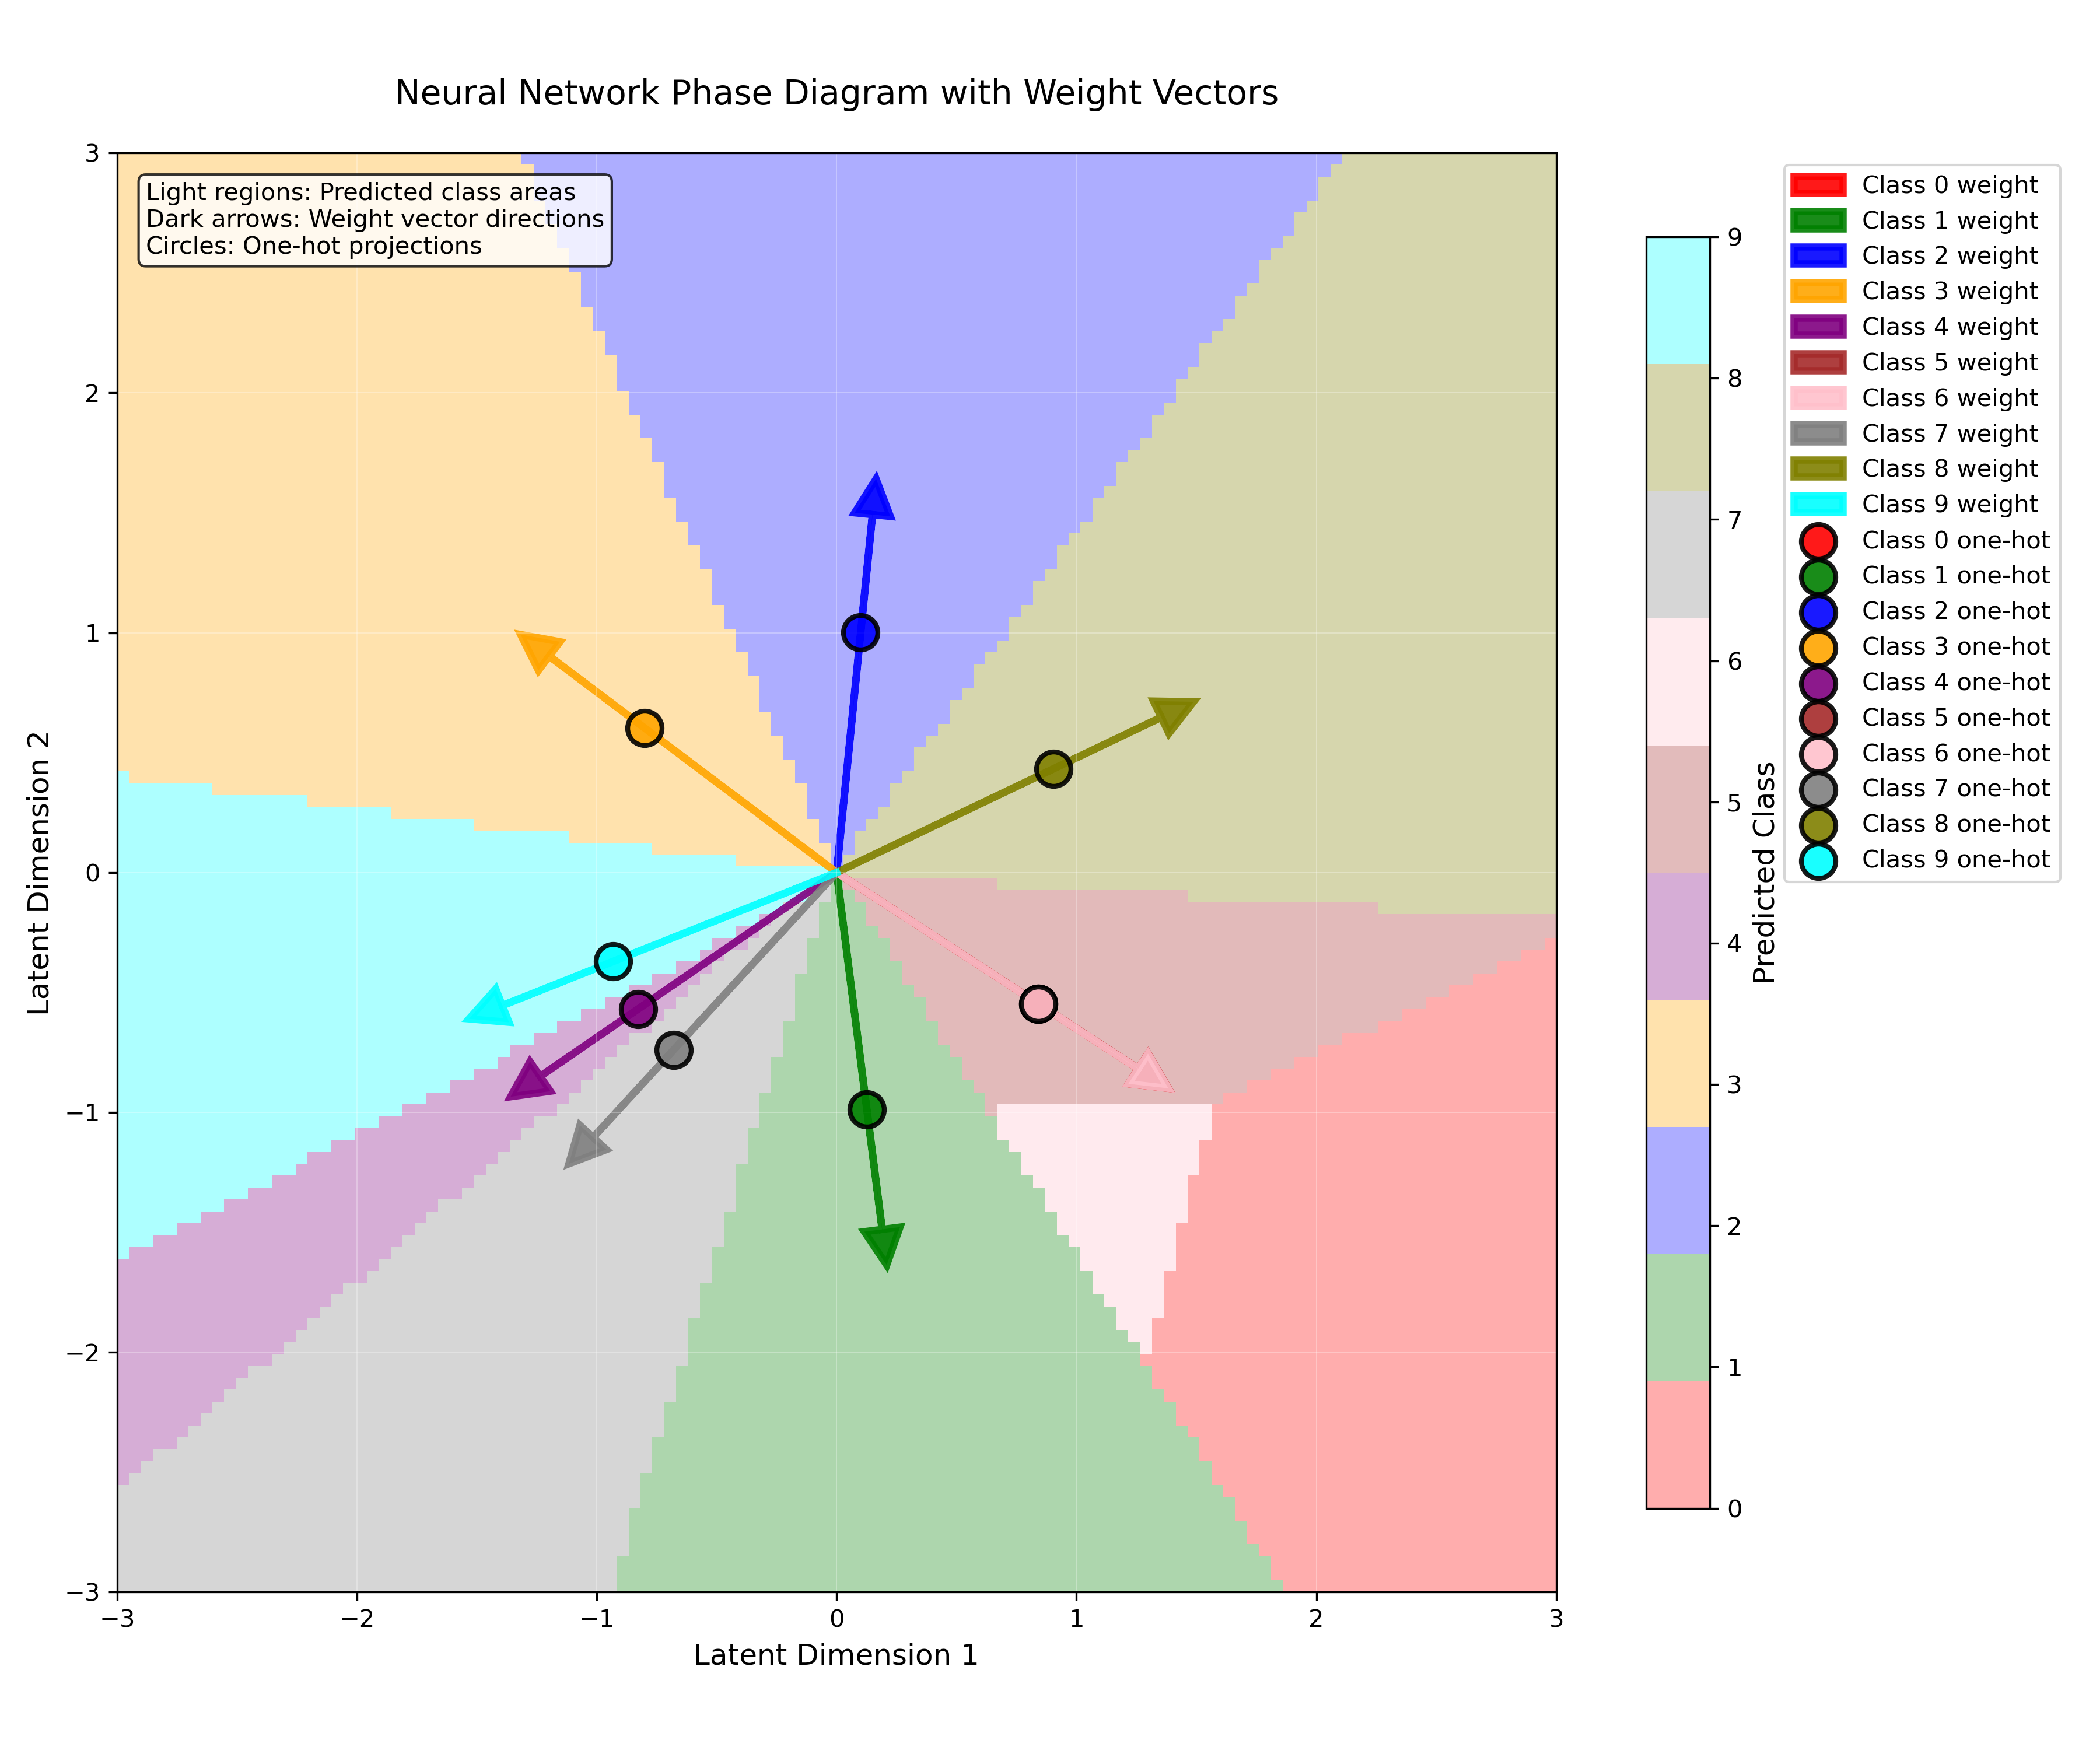 Neural Network Phase Diagram with Weight Vectors
Light regions: Predicted class areas
Dark arrows: Weight vector directions
Circles: One-hot projections
3
2
1
0
−1
−2
−3
Latent Dimension 2
−3
−2
−1
0
1
2
3
Latent Dimension 1
9
8
7
6
5
4
3
2
1
0
Predicted Class
Class 0 weight
Class 1 weight
Class 2 weight
Class 3 weight
Class 4 weight
Class 5 weight
Class 6 weight
Class 7 weight
Class 8 weight
Class 9 weight
Class 0 one-hot
Class 1 one-hot
Class 2 one-hot
Class 3 one-hot
Class 4 one-hot
Class 5 one-hot
Class 6 one-hot
Class 7 one-hot
Class 8 one-hot
Class 9 one-hot